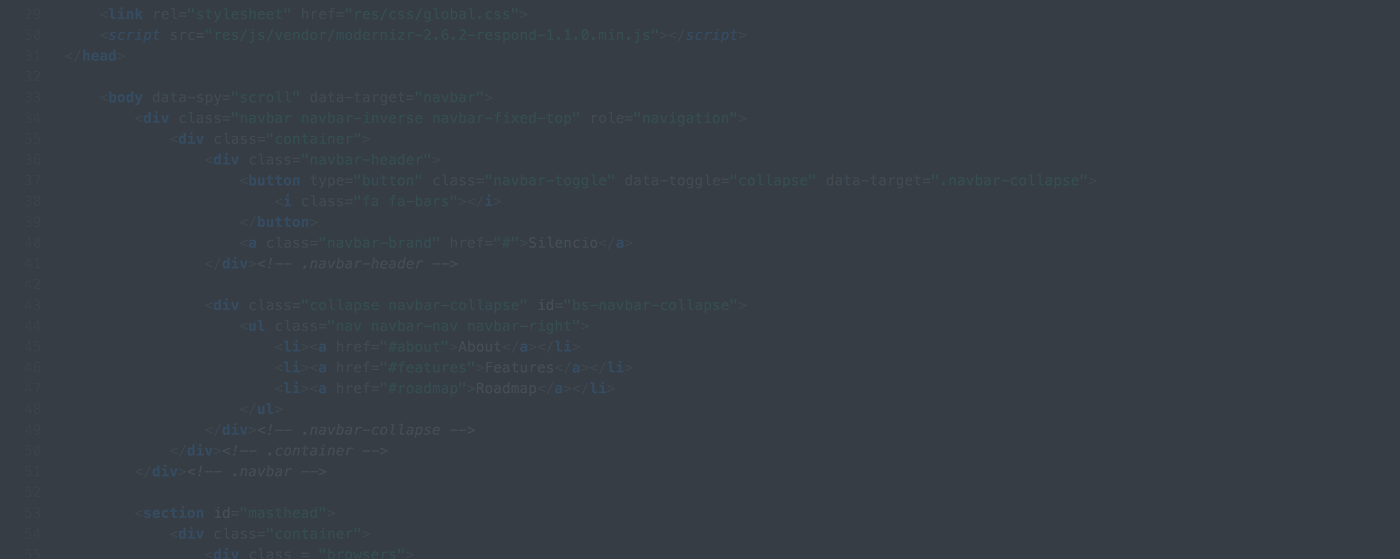 29 <link rel="stylesheet" href="res/css/global.css">
30 <script src="res/js/vendor/modernizr-2.6.2-respond-1.1.0.min.js"></script>
31 </head>
32
33 <body data-spy="scroll" data-target="navbar">
34 <div class="navbar navbar-inverse navbar-fixed-top" role="navigation">
35 <div class="container">
36 <div class="navbar-header">
37 <button type="button" class="navbar-toggle" data-toggle="collapse" data-target=".navbar-collapse">
38 <i class="fa fa-bars"></i>
39 </button>
40 <a class="navbar-brand" href="#">Silencio</a>
41 </div><!-- .navbar-header -->
42
43 <div class="collapse navbar-collapse" id="bs-navbar-collapse">
44 <ul class="nav navbar-nav navbar-right">
45 <li><a href="#about">About</a></li>
46 <li><a href="#features">Features</a></li>
47 <li><a href="#roadmap">Roadmap</a></li>
48 </ul>
49 </div><!-- .navbar-collapse -->
50 </div><!-- .container -->
51 </div><!-- .navbar -->
52
53 <section id="masthead">
54 <div class="container">
55 <div class = "browsers">